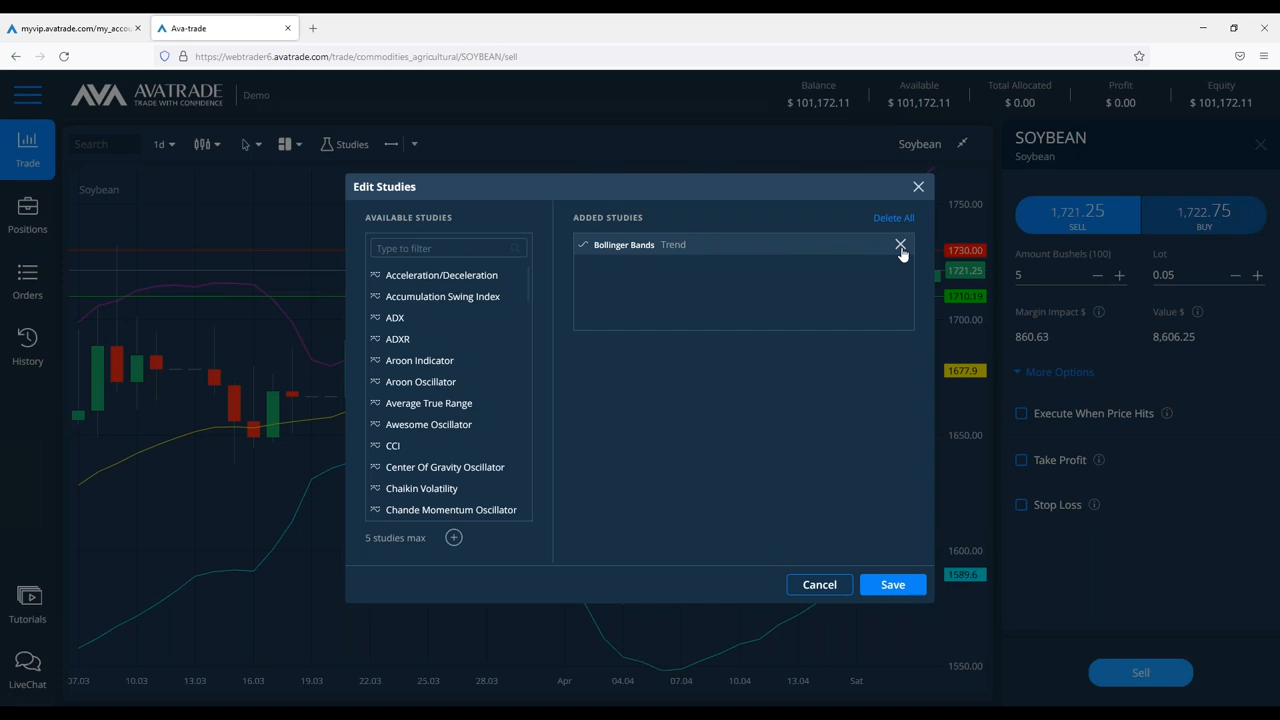 myvip.avatrade.com/my_accou
Ava-trade
https://webtrader6.avatrade.com/trade/commodities_agricultural/SOYBEAN/sell
AVATRADE
TRADE WITH CONFIDENCE
Demo
Balance
$ 101,172.11
Available
$ 101,172.11
Total Allocated
$ 0.00
Profit
$ 0.00
Equity
$ 101,172.11
Trade
Positions
Orders
History
Tutorials
LiveChat
Search
1d
Studies
Soybean
Soybean
Edit Studies
AVAILABLE STUDIES
Type to filter
Acceleration/Deceleration
Accumulation Swing Index
ADX
ADXR
Aroon Indicator
Aroon Oscillator
Average True Range
Awesome Oscillator
CCI
Center Of Gravity Oscillator
Chaikin Volatility
Chande Momentum Oscillator
5 studies max
ADDED STUDIES
Delete All
Bollinger Bands Trend
Cancel
Save
1750.00
1730.00
1721.25
1710.19
1700.00
1677.9
1650.00
1600.00
1589.6
1550.00
07.03
10.03
13.03
16.03
19.03
22.03
25.03
28.03
Apr
04.04
07.04
10.04
13.04
Sat
SOYBEAN
Soybean
1,721.25
SELL
1,722.75
BUY
Amount Bushels (100)
5
Lot
0.05
Margin Impact $
860.63
Value $
8,606.25
More Options
Execute When Price Hits
Take Profit
Stop Loss
Sell